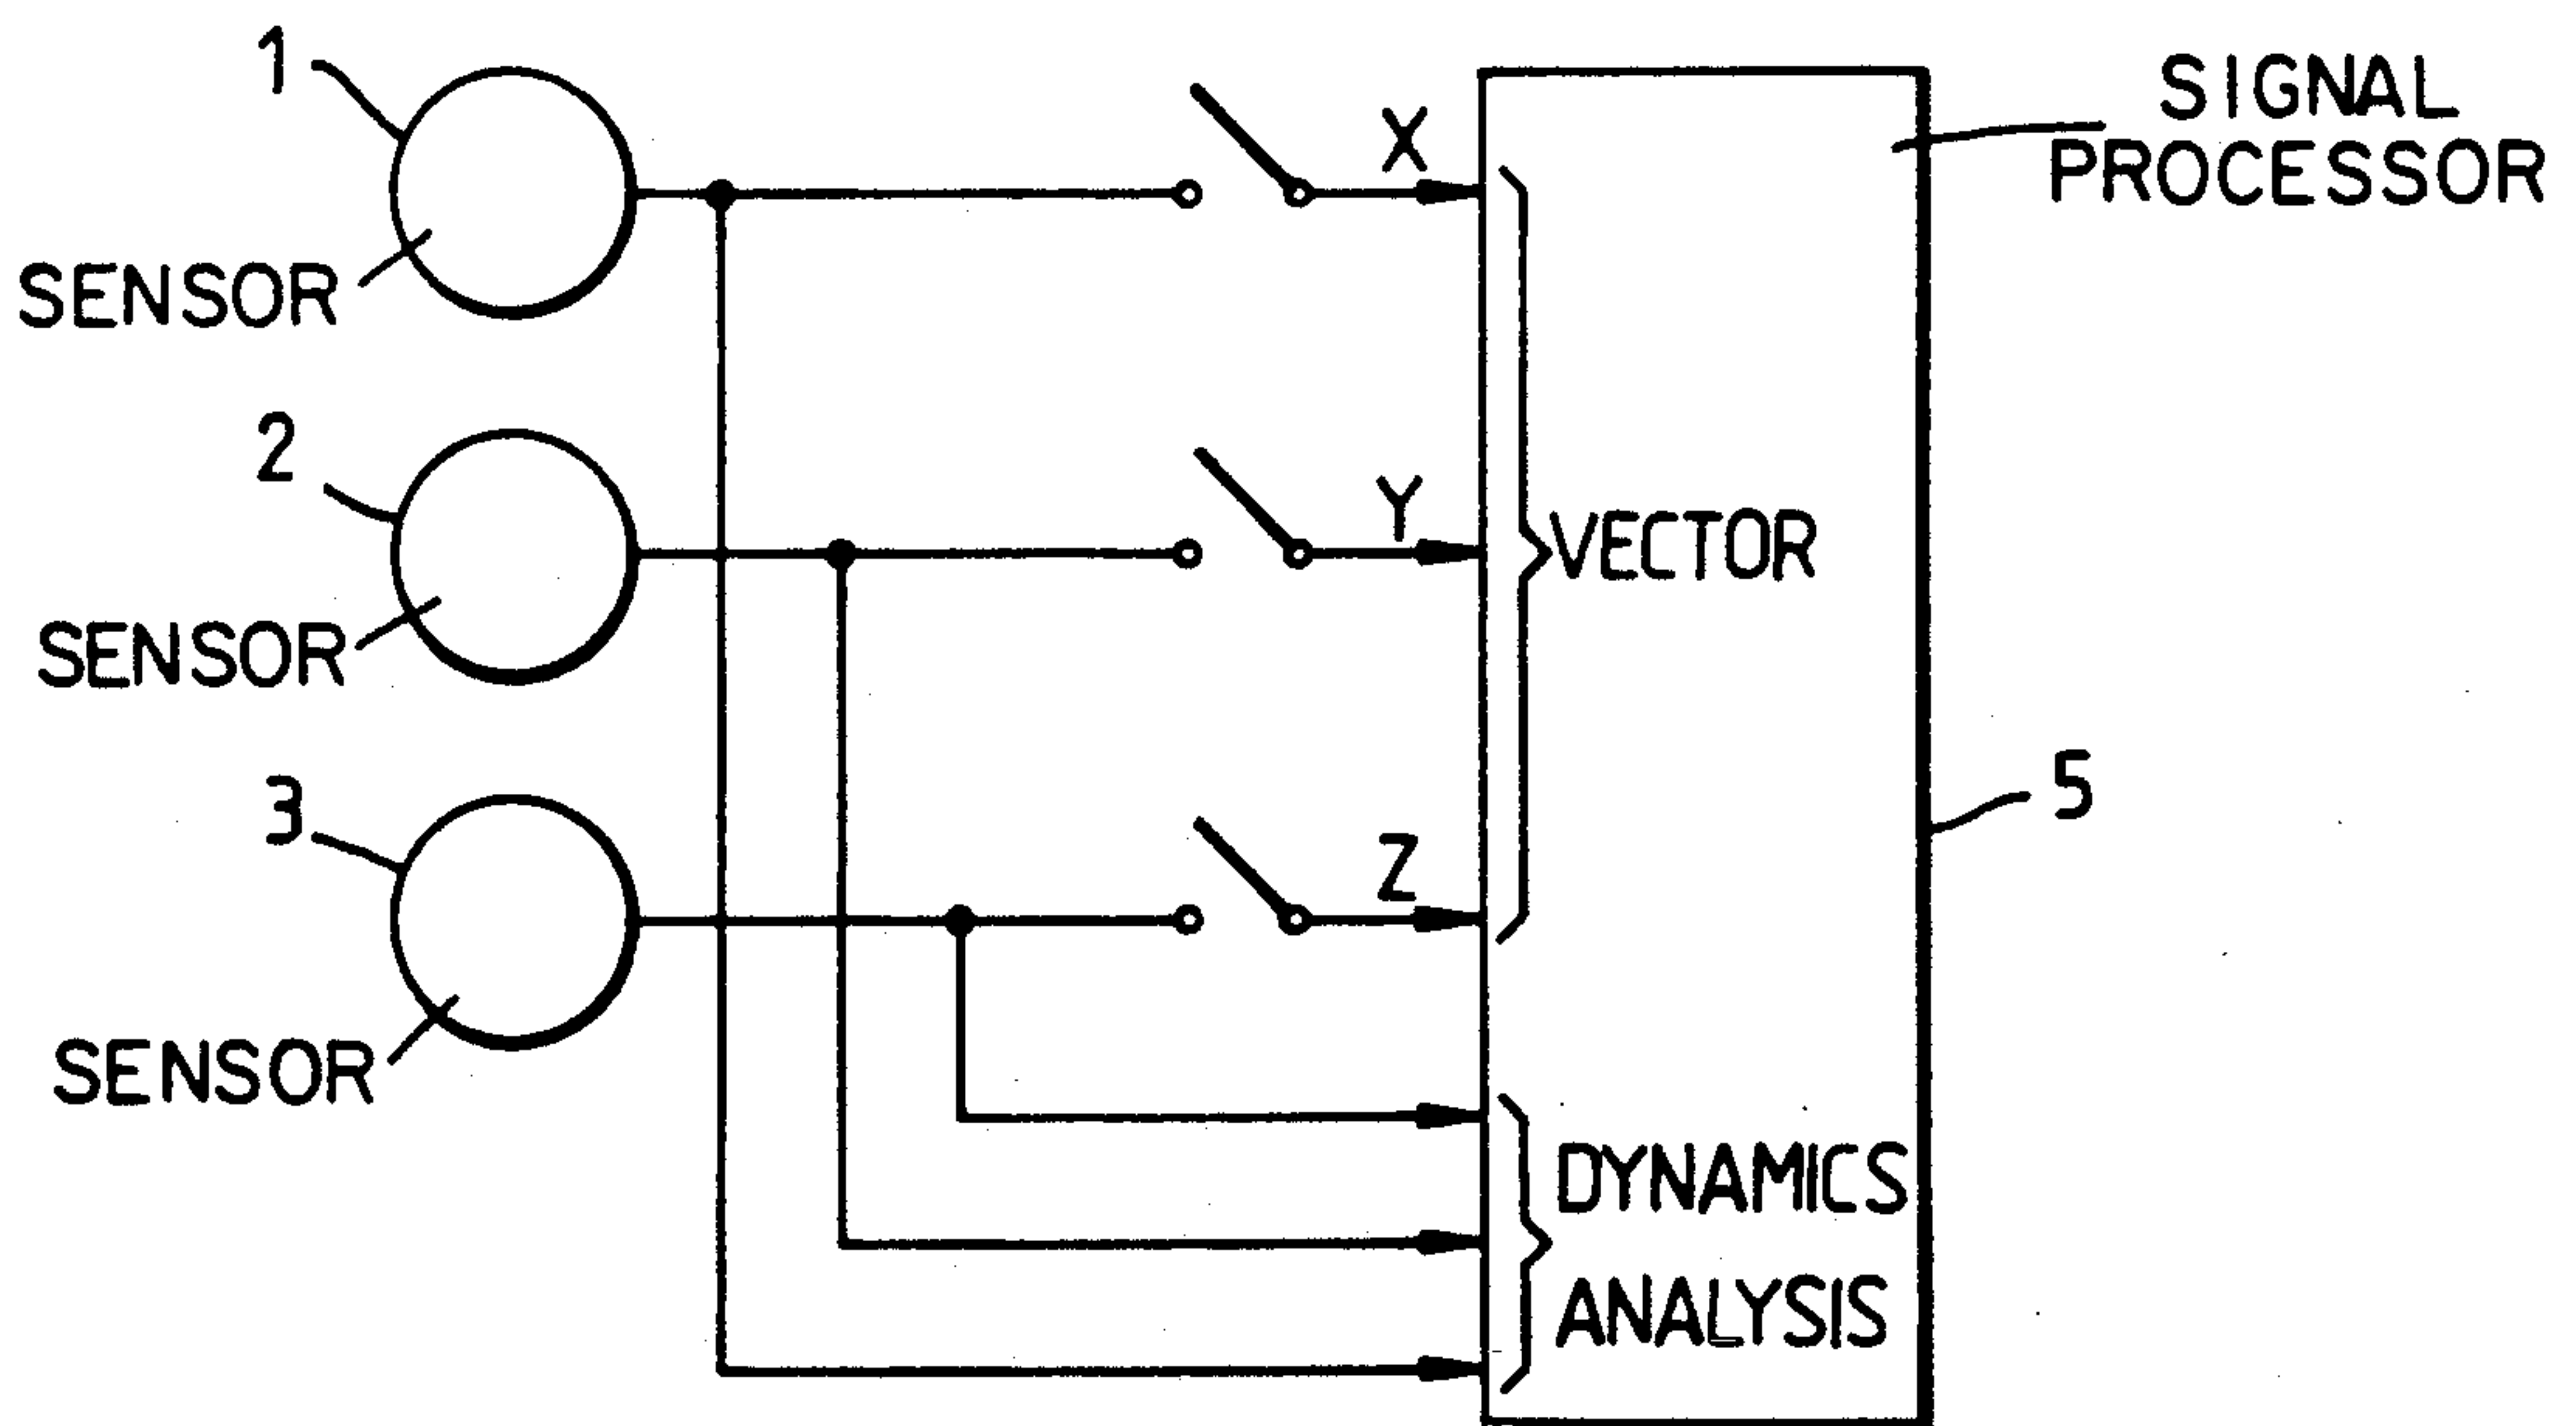 1
SENSOR
X
SIGNAL
PROCESSOR
2
SENSOR
Y
VECTOR
3
SENSOR
Z
5
DYNAMICS
ANALYSIS